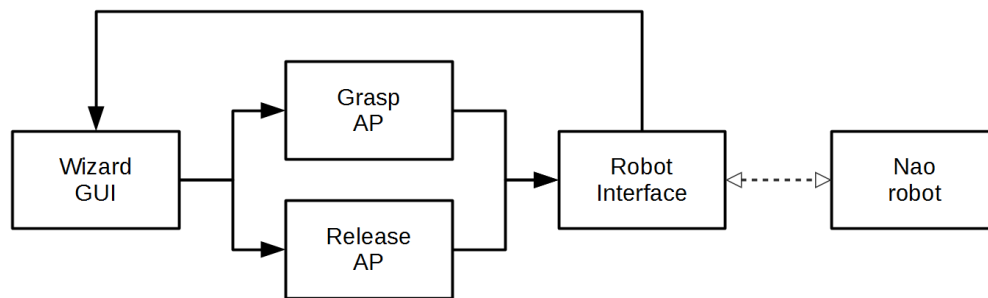 Wizard
GUI
Grasp
AP
Release
AP
Robot
Interface
Nao
robot